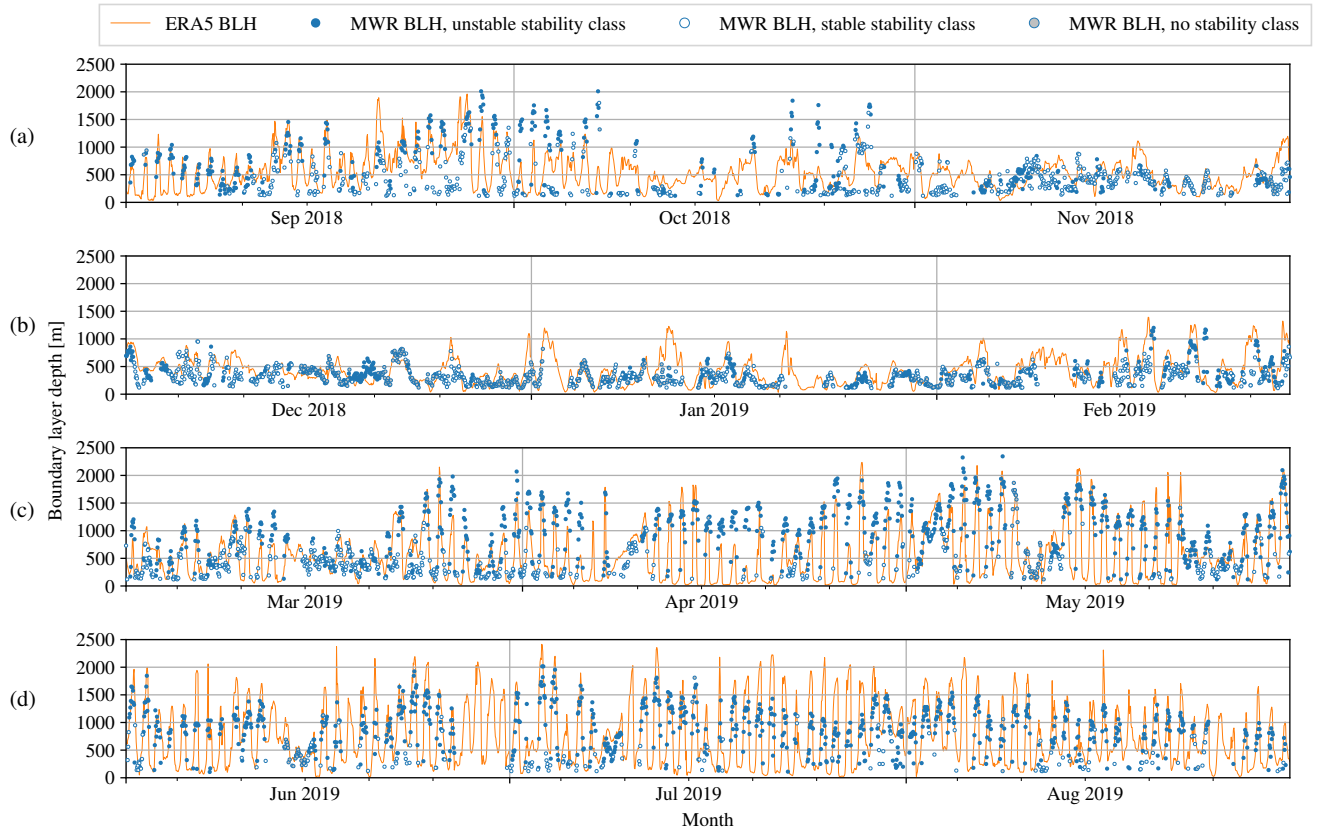 ERA5 BLH MWR BLH, unstable stability class MWR BLH, stable stability class MWR BLH, no stability class
(a)
2500
2000
1500
1000
500
0
Sep 2018 Oct 2018 Nov 2018
(b)
2500
2000
1500
1000
500
0
Dec 2018 Jan 2019 Feb 2019
Boundary layer depth [m]
(c)
2500
2000
1500
1000
500
0
Mar 2019 Apr 2019 May 2019
(d)
2500
2000
1500
1000
500
0
Jun 2019 Jul 2019 Aug 2019
Month